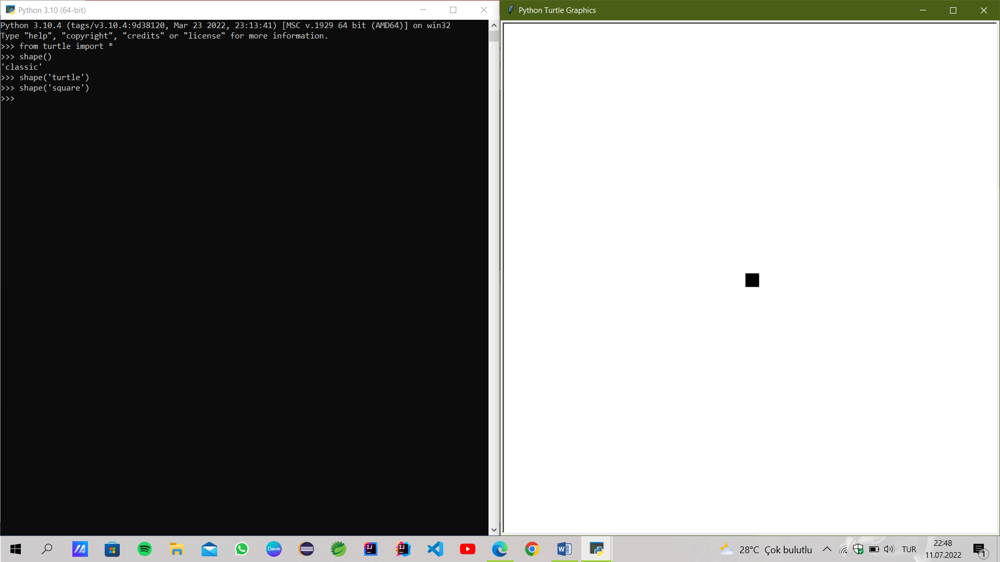 Python 3.10 (64-bit)
Python 3.10.4 (tags/v3.10.4:9d38120, Mar 23 2022, 23:13:41) [MSC v.1929 64 bit (AMD64)] on win32
Type "help", "copyright", "credits" or "license" for more information.
>>> from turtle import *
>>> shape()
'classic'
>>> shape('turtle')
>>> shape('square')
>>>
Python Turtle Graphics
Canva
IJ
IJ
28°C Çok bulutlu
TUR
22:48
11.07.2022
1